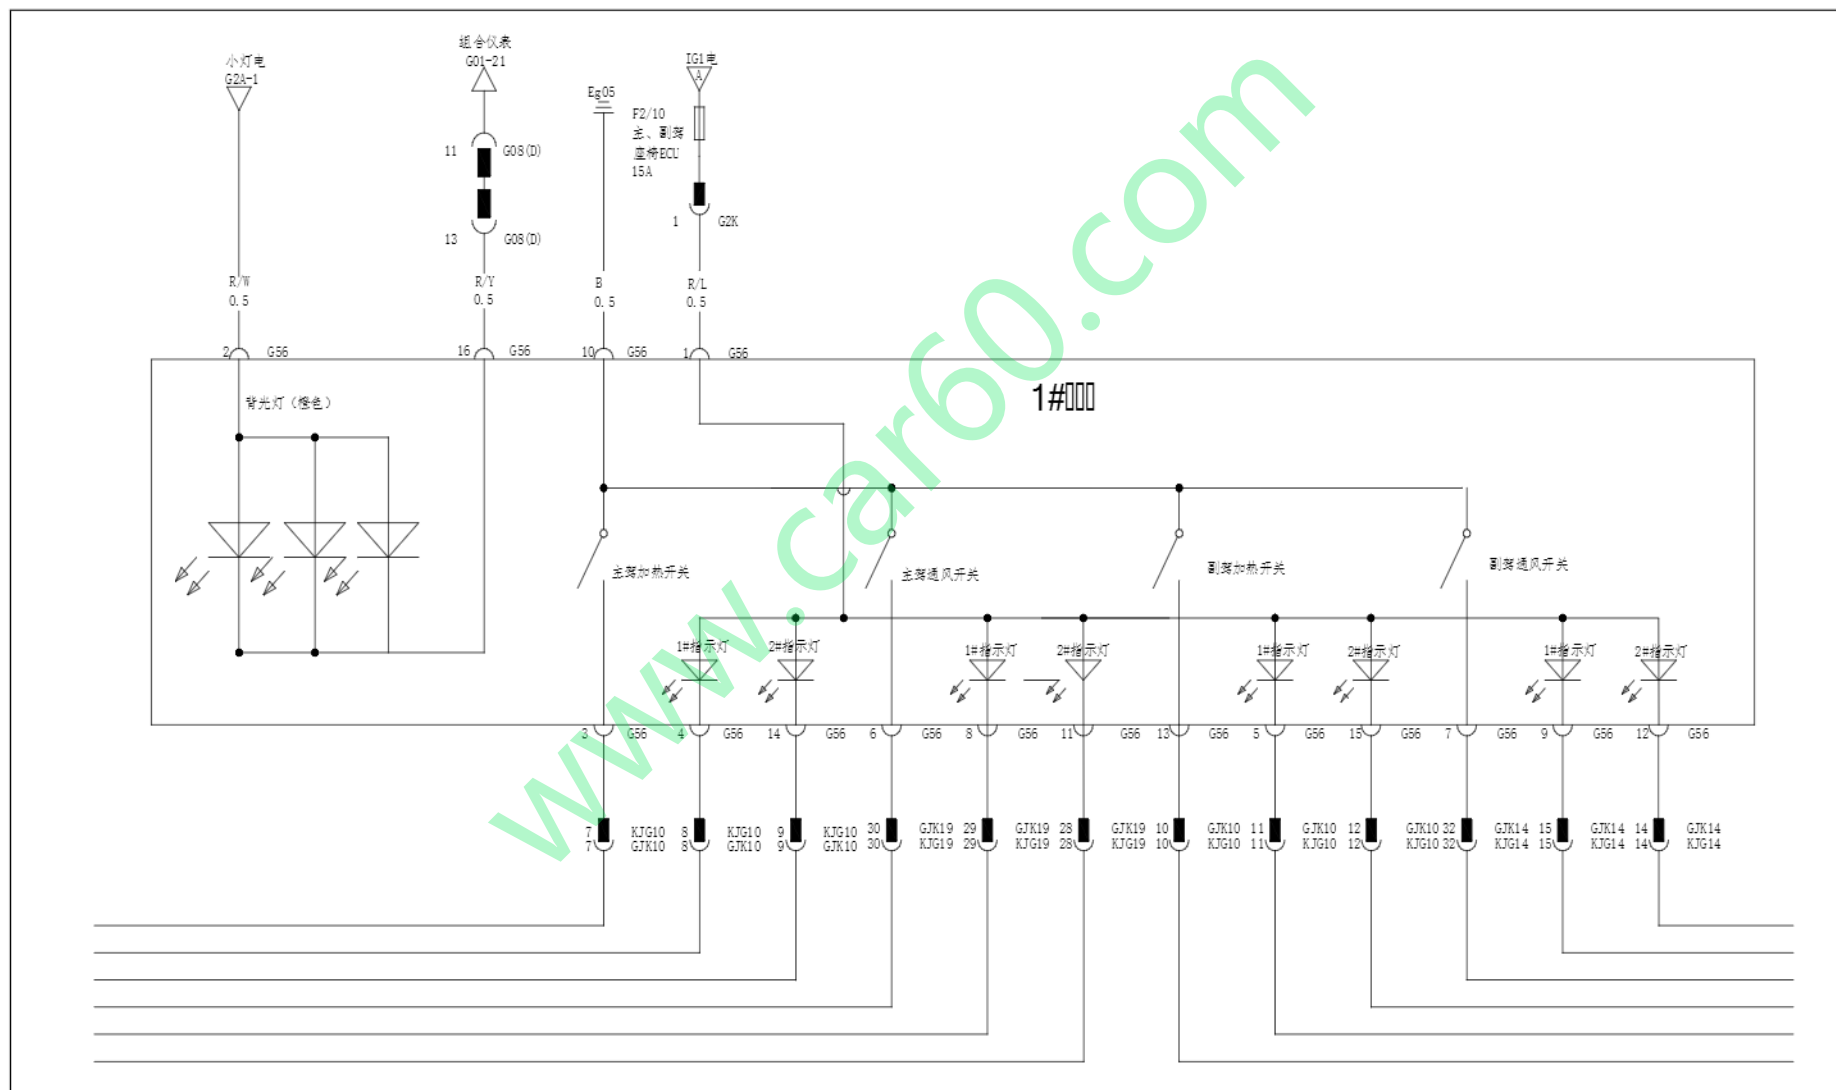 小灯电
G2A-1
组合仪表
G01-21
Eg05
IG1电
A
F2/10
主、副驾
座椅ECU
15A
11 G08(D)
13 G08(D)
1 G2K
R/W
0.5
R/Y
0.5
B
0.5
R/L
0.5
2 G56
16 G56
10 G56
1 G56
背光灯（橙色）
1#
主驾加热开关
主驾通风开关
副驾加热开关
副驾通风开关
1#指示灯
2#指示灯
1#指示灯
2#指示灯
1#指示灯
2#指示灯
1#指示灯
2#指示灯
3 G56
4 G56
14 G56
6 G56
8 G56
11 G56
13 G56
5 G56
15 G56
7 G56
9 G56
12 G56
7 KJG10
7 GJK10
8 KJG10
8 GJK10
9 KJG10
9 GJK10
30 GJK19
30 KJG19
29 GJK19
29 KJG19
28 GJK19
28 KJG19
10 GJK10
10 KJG10
11 GJK10
11 KJG10
12 GJK10
12 KJG10
32 GJK14
32 KJG14
15 GJK14
15 KJG14
14 GJK14
14 KJG14
www.car60.com